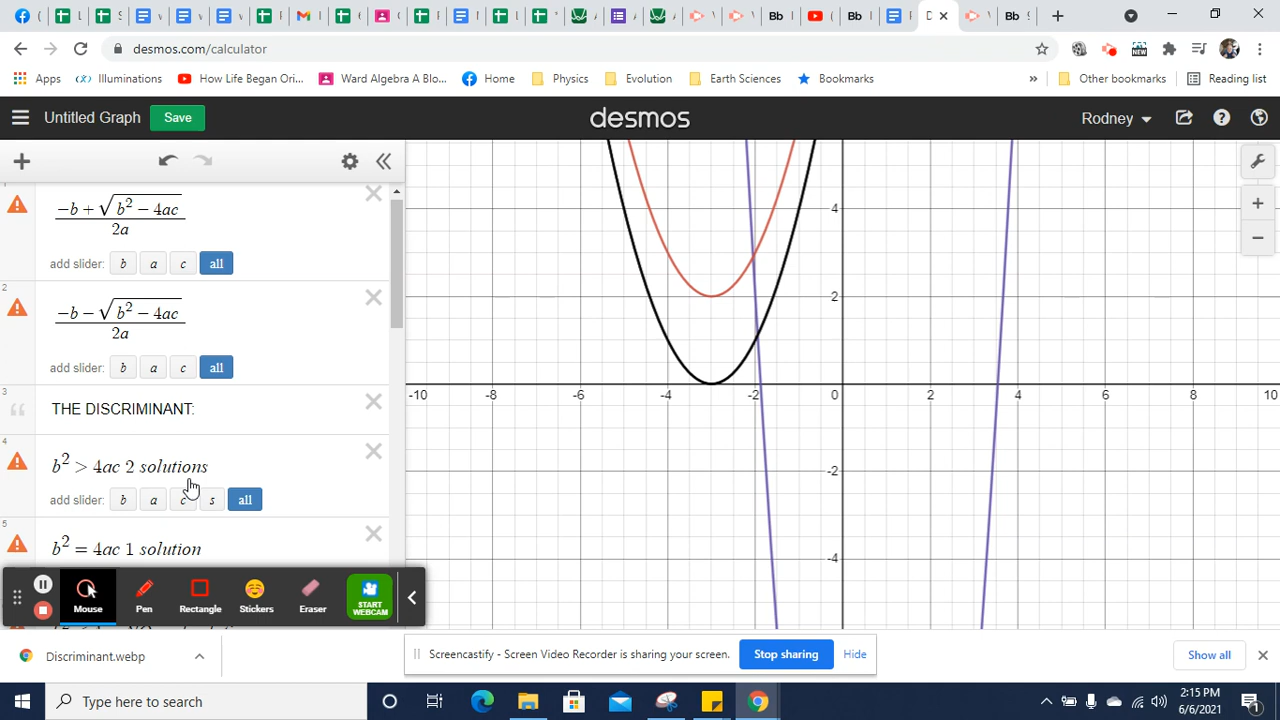 desmos.com/calculator
Apps Illuminations How Life Began Ori... Ward Algebra A Blo... Home Physics Evolution Earth Sciences Bookmarks » Other bookmarks Reading list
Untitled Graph Save desmos Rodney
1
−b + √b² − 4ac
2a
add slider: b a c all
2
−b − √b² − 4ac
2a
add slider: b a c all
3
THE DISCRIMINANT:
4
b² > 4ac 2 solutions
add slider: b a c s all
5
b² = 4ac 1 solution
4
2
-10 -8 -6 -4 -2 0 2 4 6 8 10
-2
-4
Mouse Pen Rectangle Stickers Eraser START WEBCAM
Discriminant.webp
Screencastify - Screen Video Recorder is sharing your screen. Stop sharing Hide
Show all
Type here to search
2:15 PM
6/6/2021